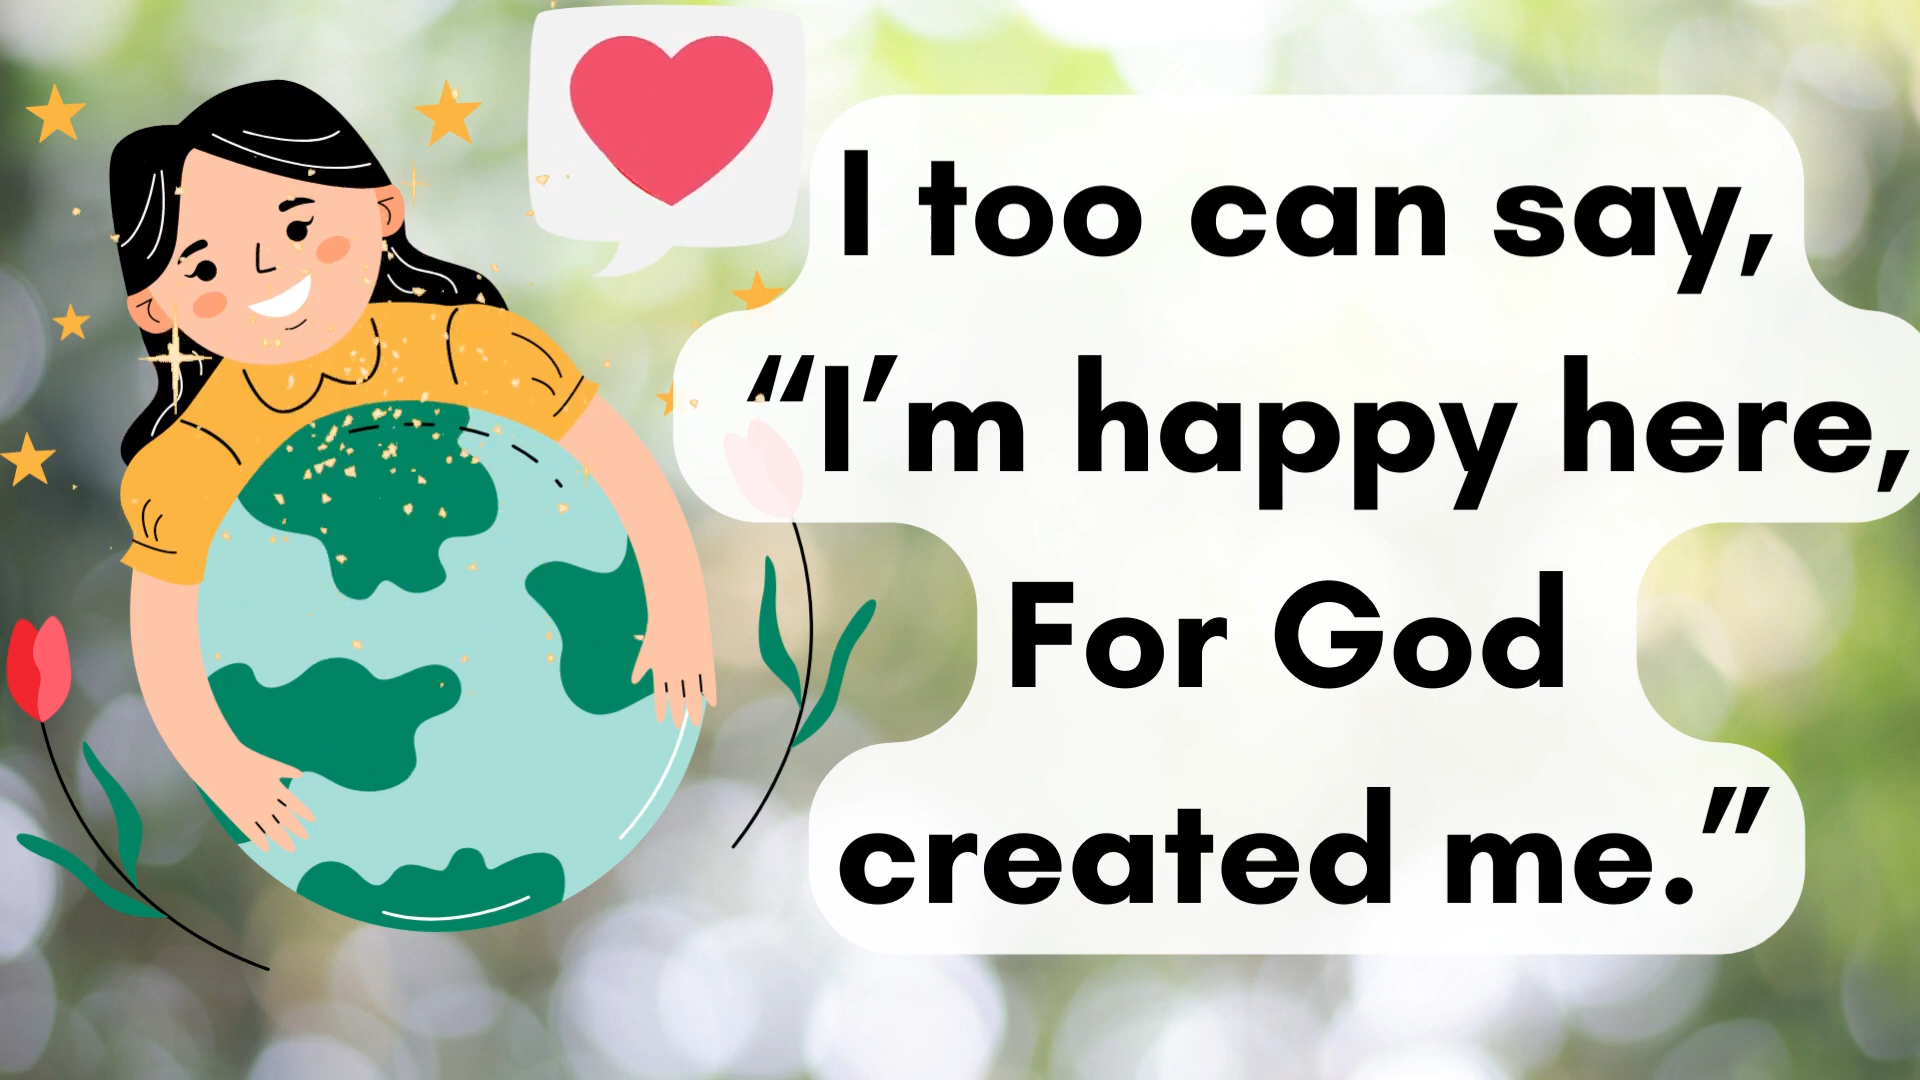 I too can say,
“I’m happy here,
For God
created me.”